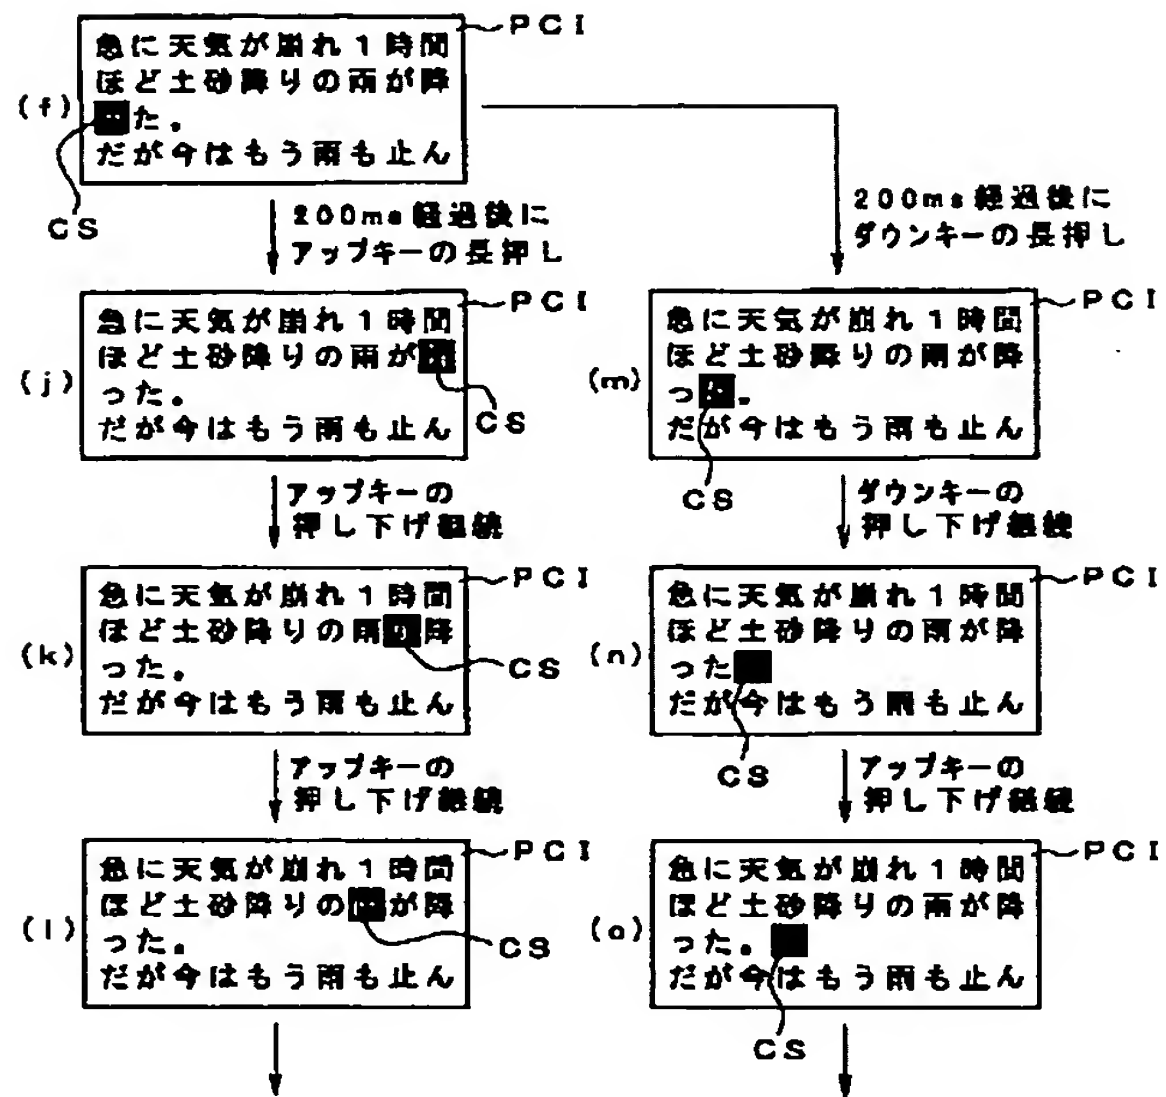 PCI
急に天気が崩れ1時間
ほど土砂降りの雨が降
(f)
った。
だが今はもう雨も止ん
CS
200ms経過後に
アップキーの長押し
200ms経過後に
ダウンキーの長押し
PCI
急に天気が崩れ1時間
ほど土砂降りの雨が
(j)
った。
だが今はもう雨も止ん
CS
PCI
急に天気が崩れ1時間
ほど土砂降りの雨が降
(m)
っ
。
だが今はもう雨も止ん
CS
アップキーの
押し下げ継続
ダウンキーの
押し下げ継続
PCI
急に天気が崩れ1時間
ほど土砂降りの雨
降
(k)
った。
だが今はもう雨も止ん
CS
PCI
急に天気が崩れ1時間
ほど土砂降りの雨が降
(n)
った
だが今はもう雨も止ん
CS
アップキーの
押し下げ継続
アップキーの
押し下げ継続
PCI
急に天気が崩れ1時間
ほど土砂降りの
が降
(l)
った。
だが今はもう雨も止ん
CS
PCI
急に天気が崩れ1時間
ほど土砂降りの雨が降
(o)
った。
だが今はもう雨も止ん
CS